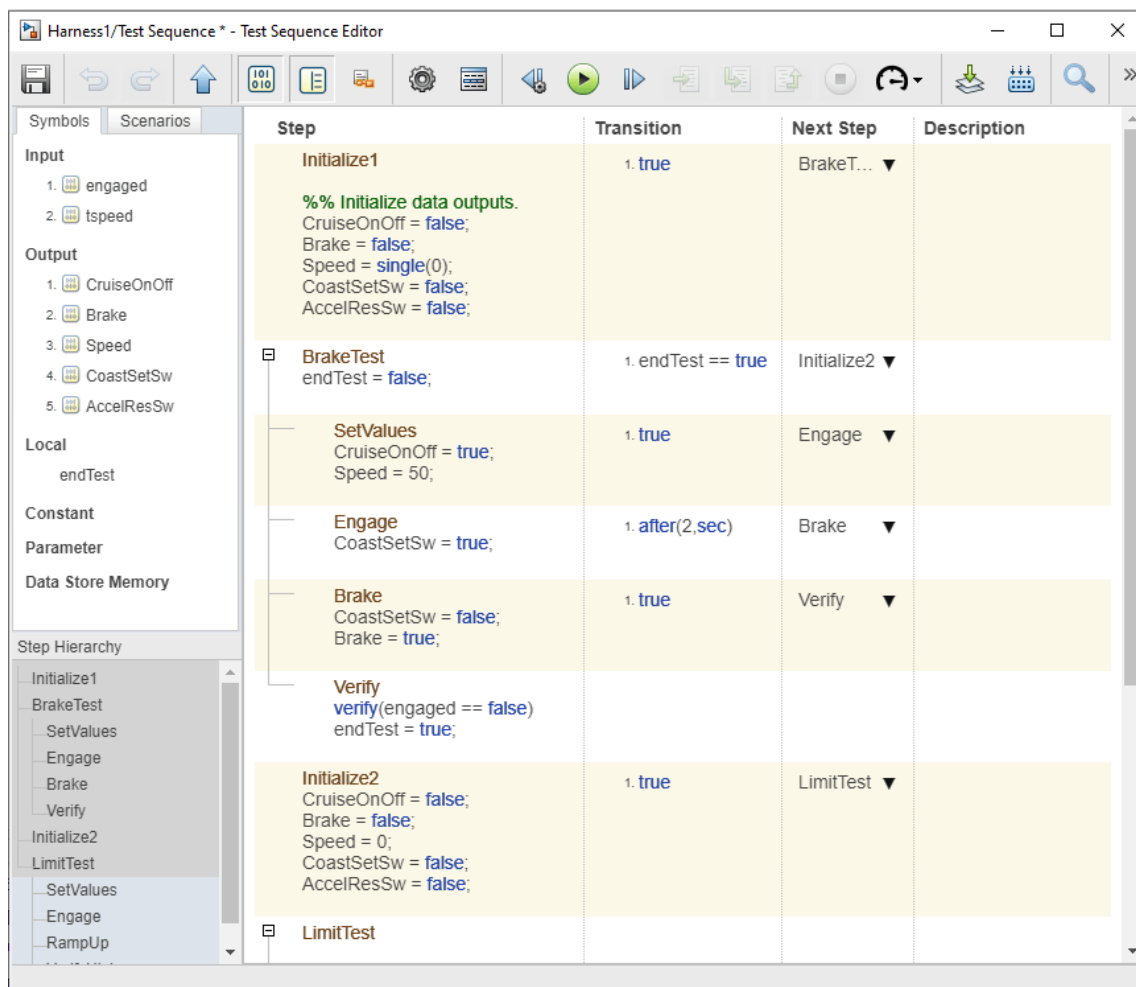 Harness1/Test Sequence * - Test Sequence Editor
101
010
Symbols Scenarios
Input
1. engaged
2. tspeed
Output
1. CruiseOnOff
2. Brake
3. Speed
4. CoastSetSw
5. AccelResSw
Local
endTest
Constant
Parameter
Data Store Memory
Step Hierarchy
Initialize1
BrakeTest
SetValues
Engage
Brake
Verify
Initialize2
LimitTest
SetValues
Engage
RampUp
Step Transition Next Step Description
Initialize1 1. true BrakeT... ▼
%% Initialize data outputs.
CruiseOnOff = false;
Brake = false;
Speed = single(0);
CoastSetSw = false;
AccelResSw = false;
BrakeTest 1. endTest == true Initialize2 ▼
endTest = false;
SetValues 1. true Engage ▼
CruiseOnOff = true;
Speed = 50;
Engage 1. after(2,sec) Brake ▼
CoastSetSw = true;
Brake 1. true Verify ▼
CoastSetSw = false;
Brake = true;
Verify
verify(engaged == false)
endTest = true;
Initialize2 1. true LimitTest ▼
CruiseOnOff = false;
Brake = false;
Speed = 0;
CoastSetSw = false;
AccelResSw = false;
LimitTest